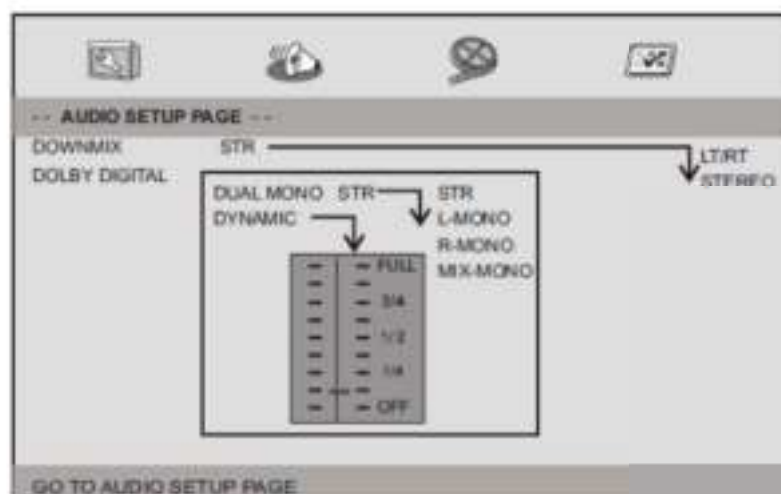 -- AUDIO SETUP PAGE --
DOWNMIX STR LT/RT
DOLBY DIGITAL STEREO
DUAL MONO STR STR
DYNAMIC L-MONO
R-MONO
FULL MIX-MONO
3/4
1/2
1/4
OFF
GO TO AUDIO SETUP PAGE